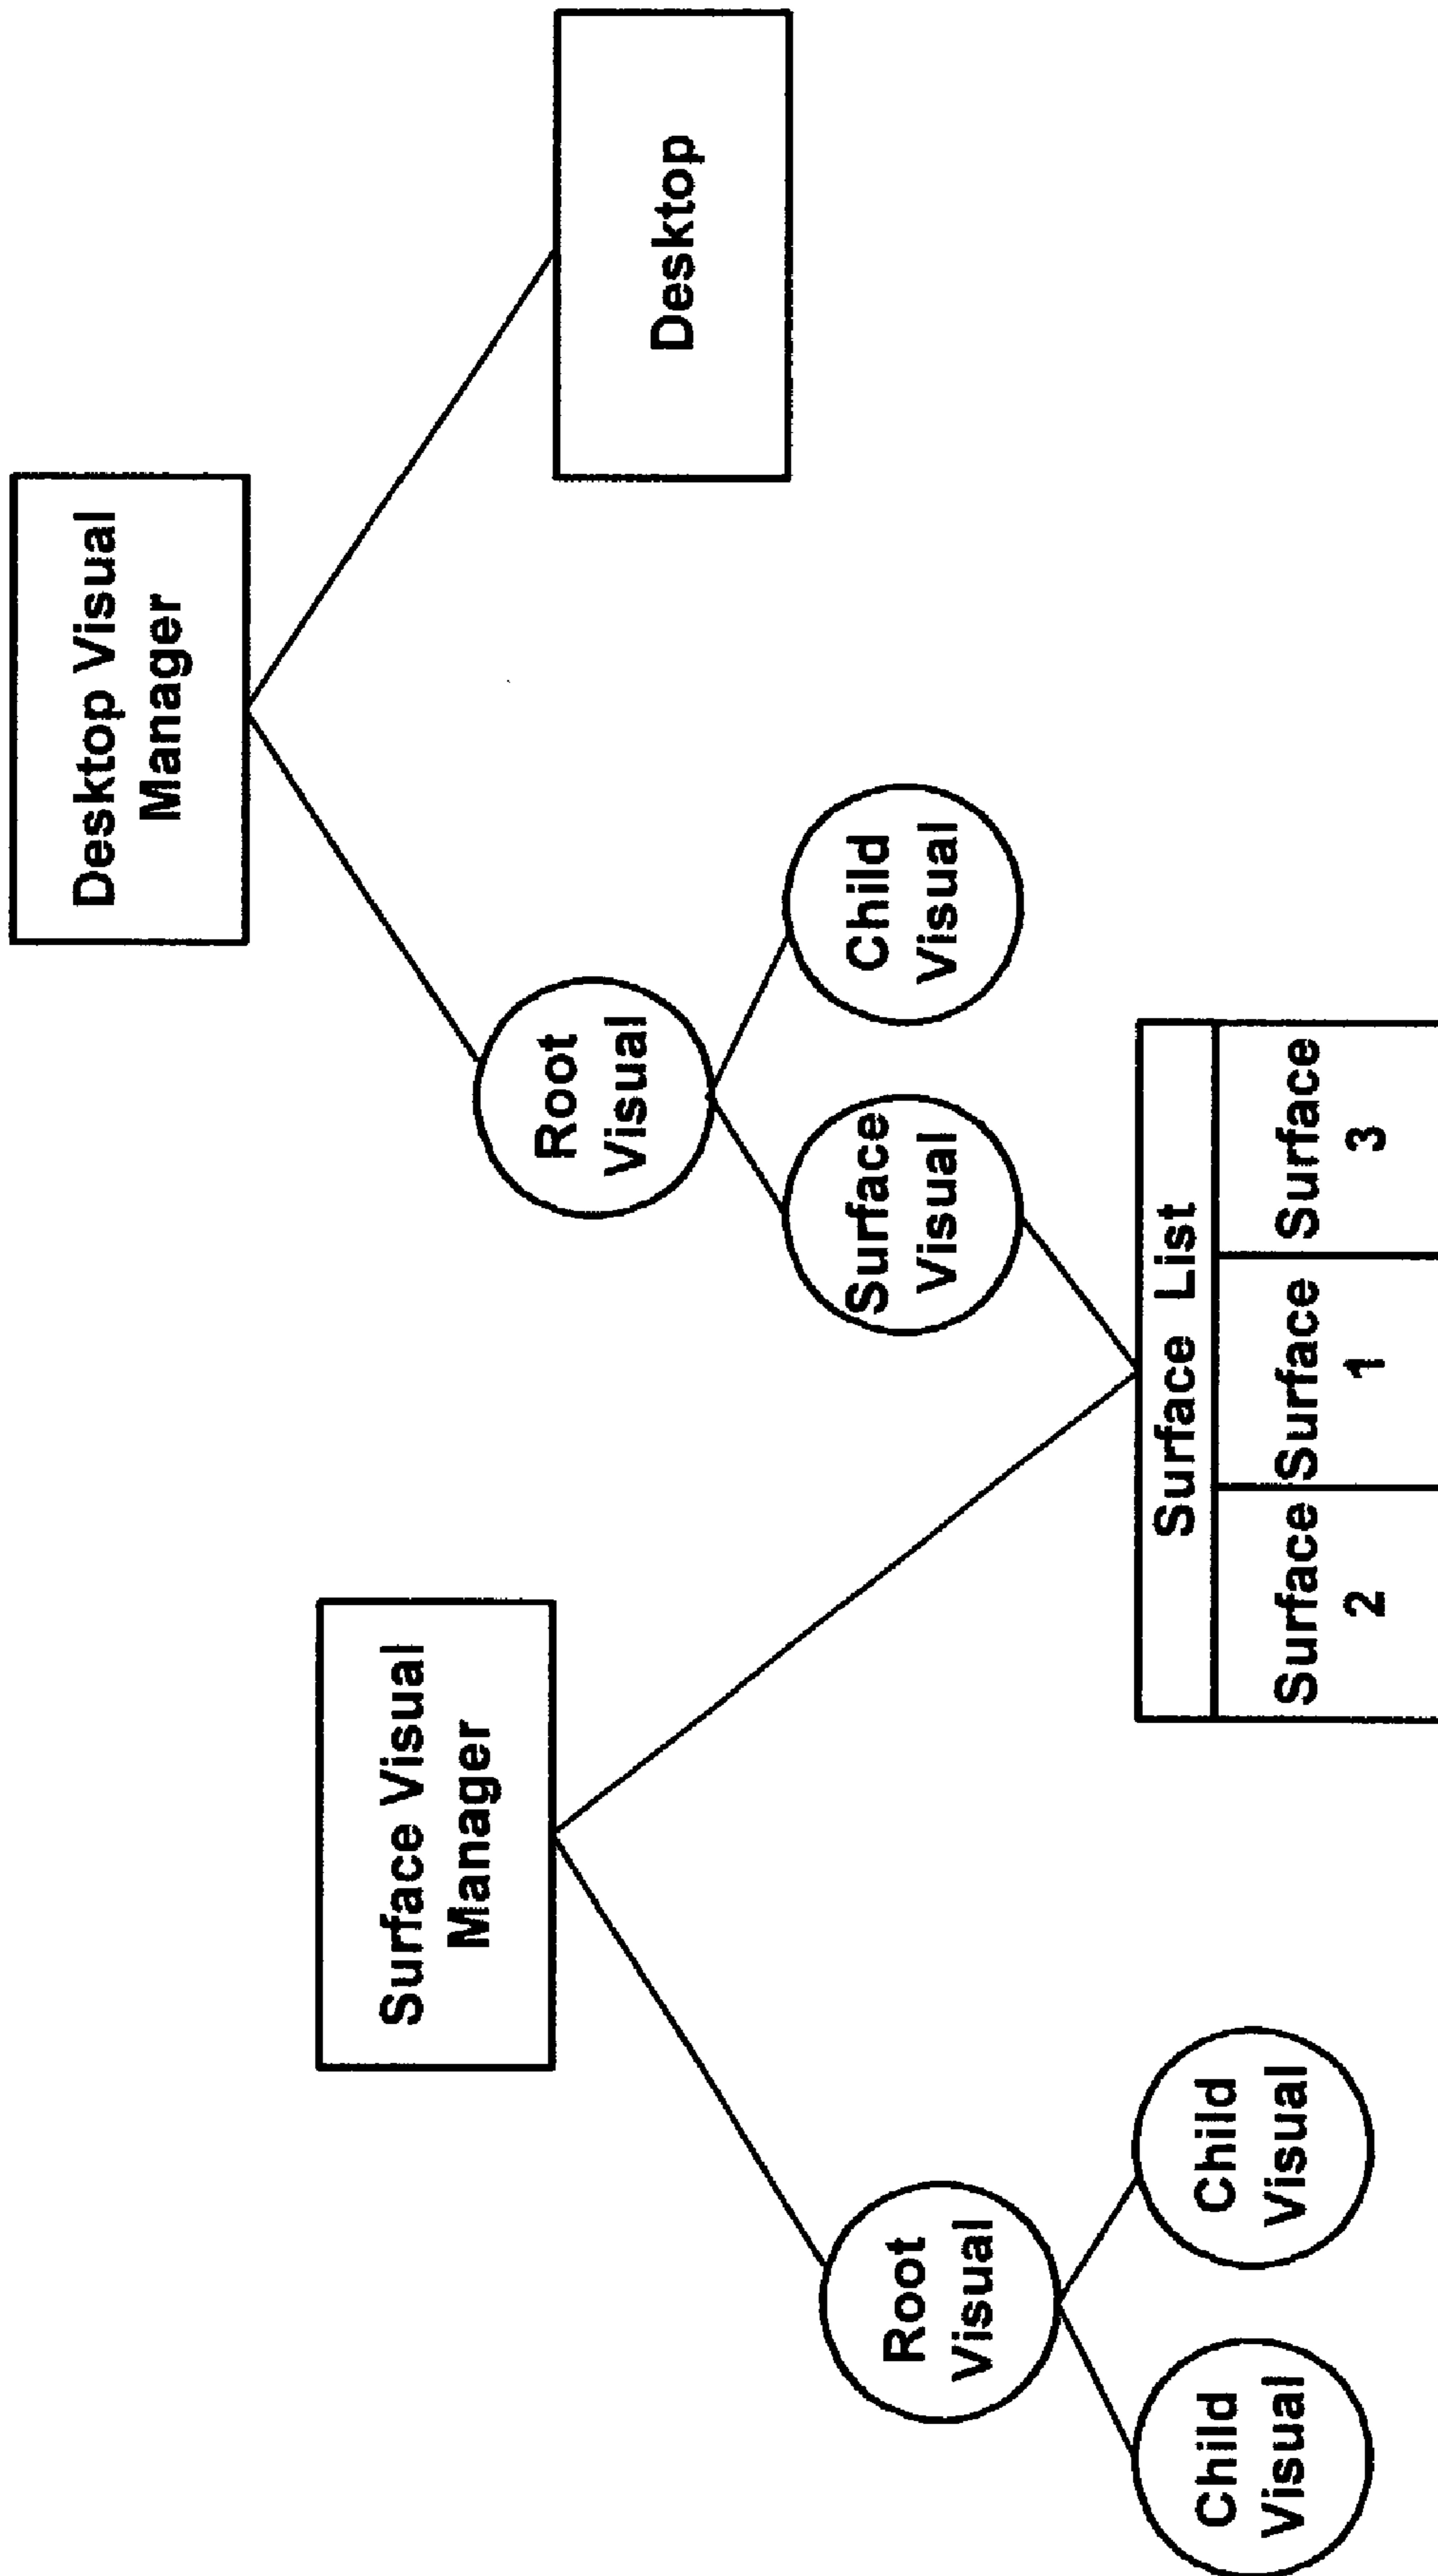 Desktop Visual
Manager
Desktop
Surface Visual
Manager
Root
Visual
Surface
Visual
Child
Visual
Root
Visual
Child
Visual
Child
Visual
Surface List
Surface
2
Surface
1
Surface
3